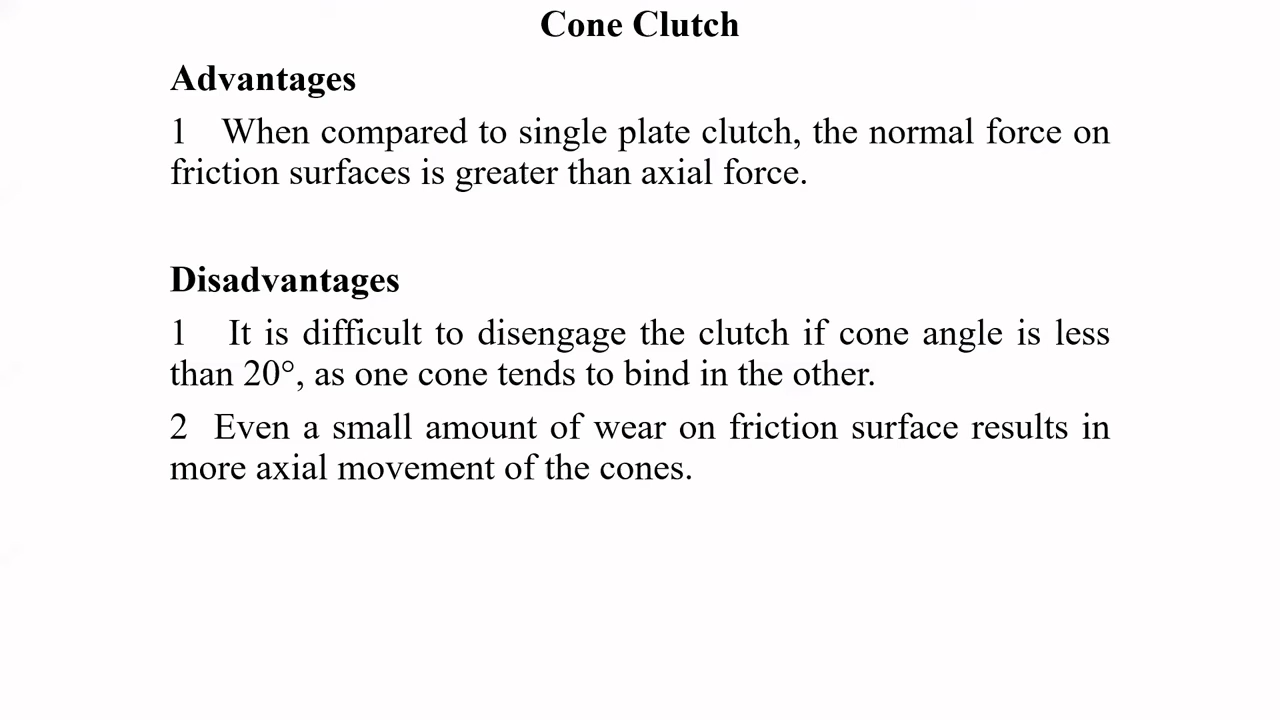 Cone Clutch
Advantages
1 When compared to single plate clutch, the normal force on
friction surfaces is greater than axial force.
Disadvantages
1 It is difficult to disengage the clutch if cone angle is less
than 20°, as one cone tends to bind in the other.
2 Even a small amount of wear on friction surface results in
more axial movement of the cones.